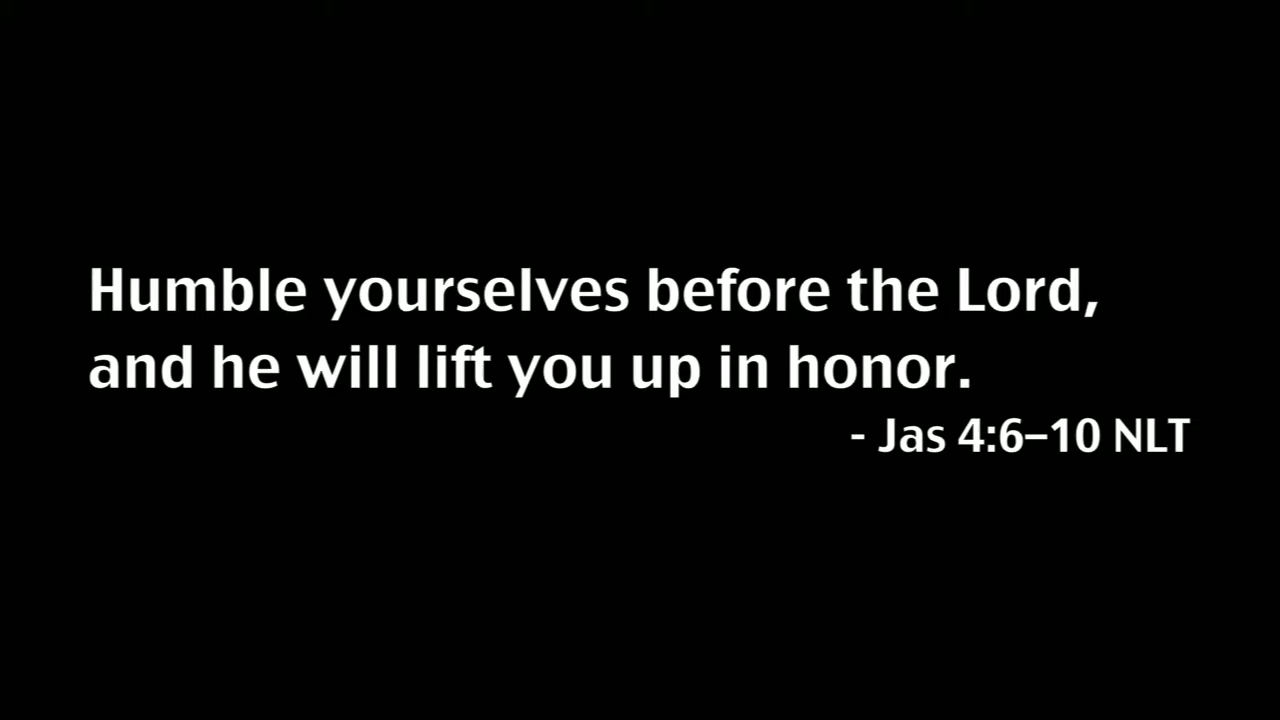 Humble yourselves before the Lord,
and he will lift you up in honor.
- Jas 4:6–10 NLT